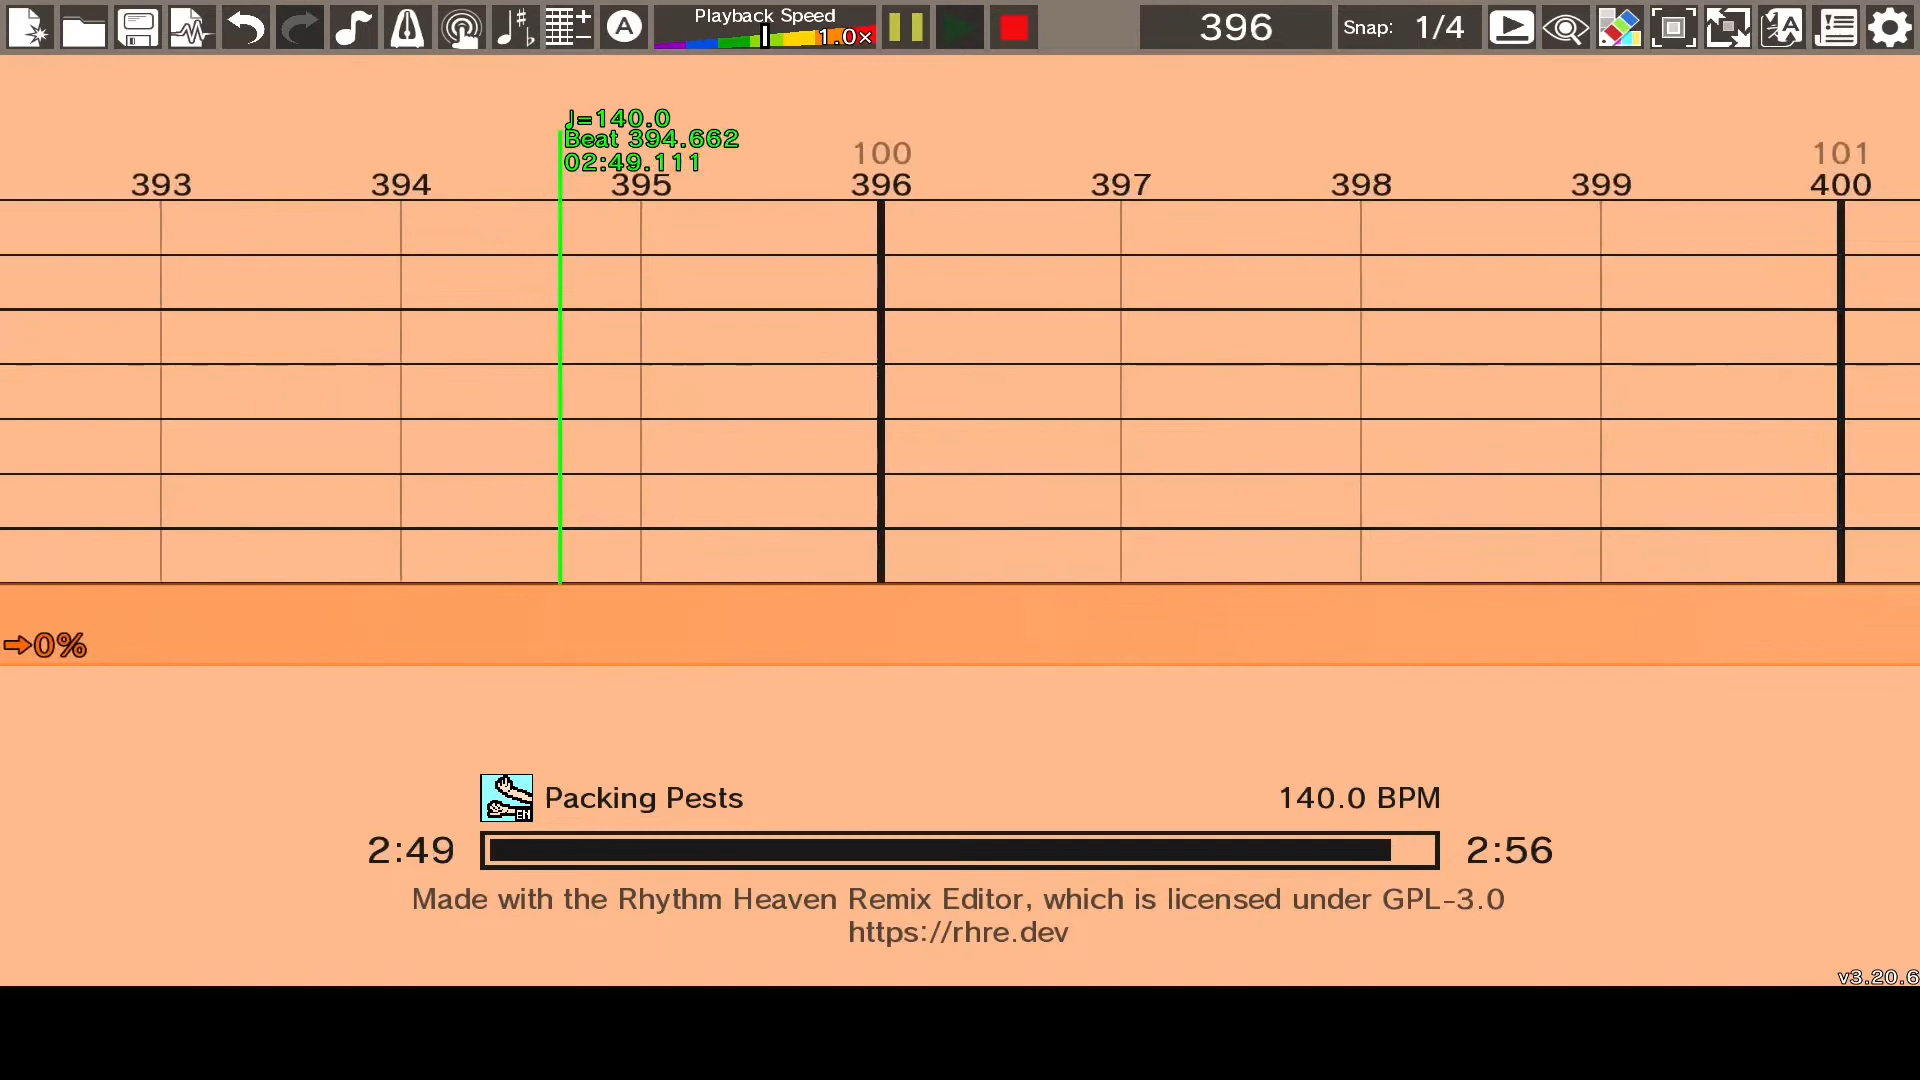 Playback Speed
1.0x
396
Snap: 1/4
A
A
♩=140.0
Beat 394.662
02:49.111
100
101
393
394
395
396
397
398
399
400
0%
EN
Packing Pests
140.0 BPM
2:49
2:56
Made with the Rhythm Heaven Remix Editor, which is licensed under GPL-3.0
https://rhre.dev
v3.20.6